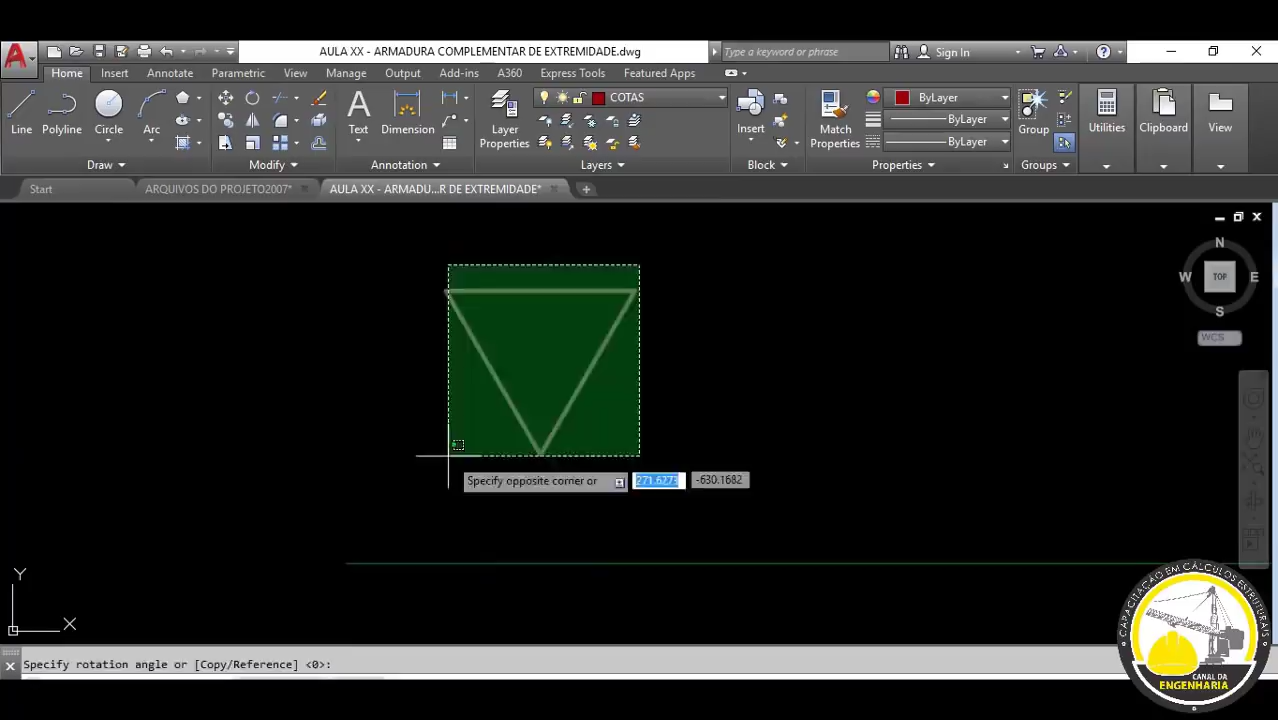 AULA XX - ARMADURA COMPLEMENTAR DE EXTREMIDADE.dwg
Type a keyword or phrase
Sign In
Home Insert Annotate Parametric View Manage Output Add-ins A360 Express Tools Featured Apps
Line Polyline Circle Arc
Text Dimension
Layer Properties
COTAS
Insert
Match Properties
ByLayer
ByLayer
ByLayer
Group
Utilities
Clipboard
View
Draw Modify Annotation Layers Block Properties Groups
Start ARQUIVOS DO PROJETO2007* AULA XX - ARMADU...R DE EXTREMIDADE*
N
W TOP E
S
WCS
Specify opposite corner or 271.6273 -630.1682
Y
X
Specify rotation angle or [Copy/Reference] <0>:
CAPACITAÇÃO EM CÁLCULOS ESTRUTURAIS
CANAL DA
ENGENHARIA